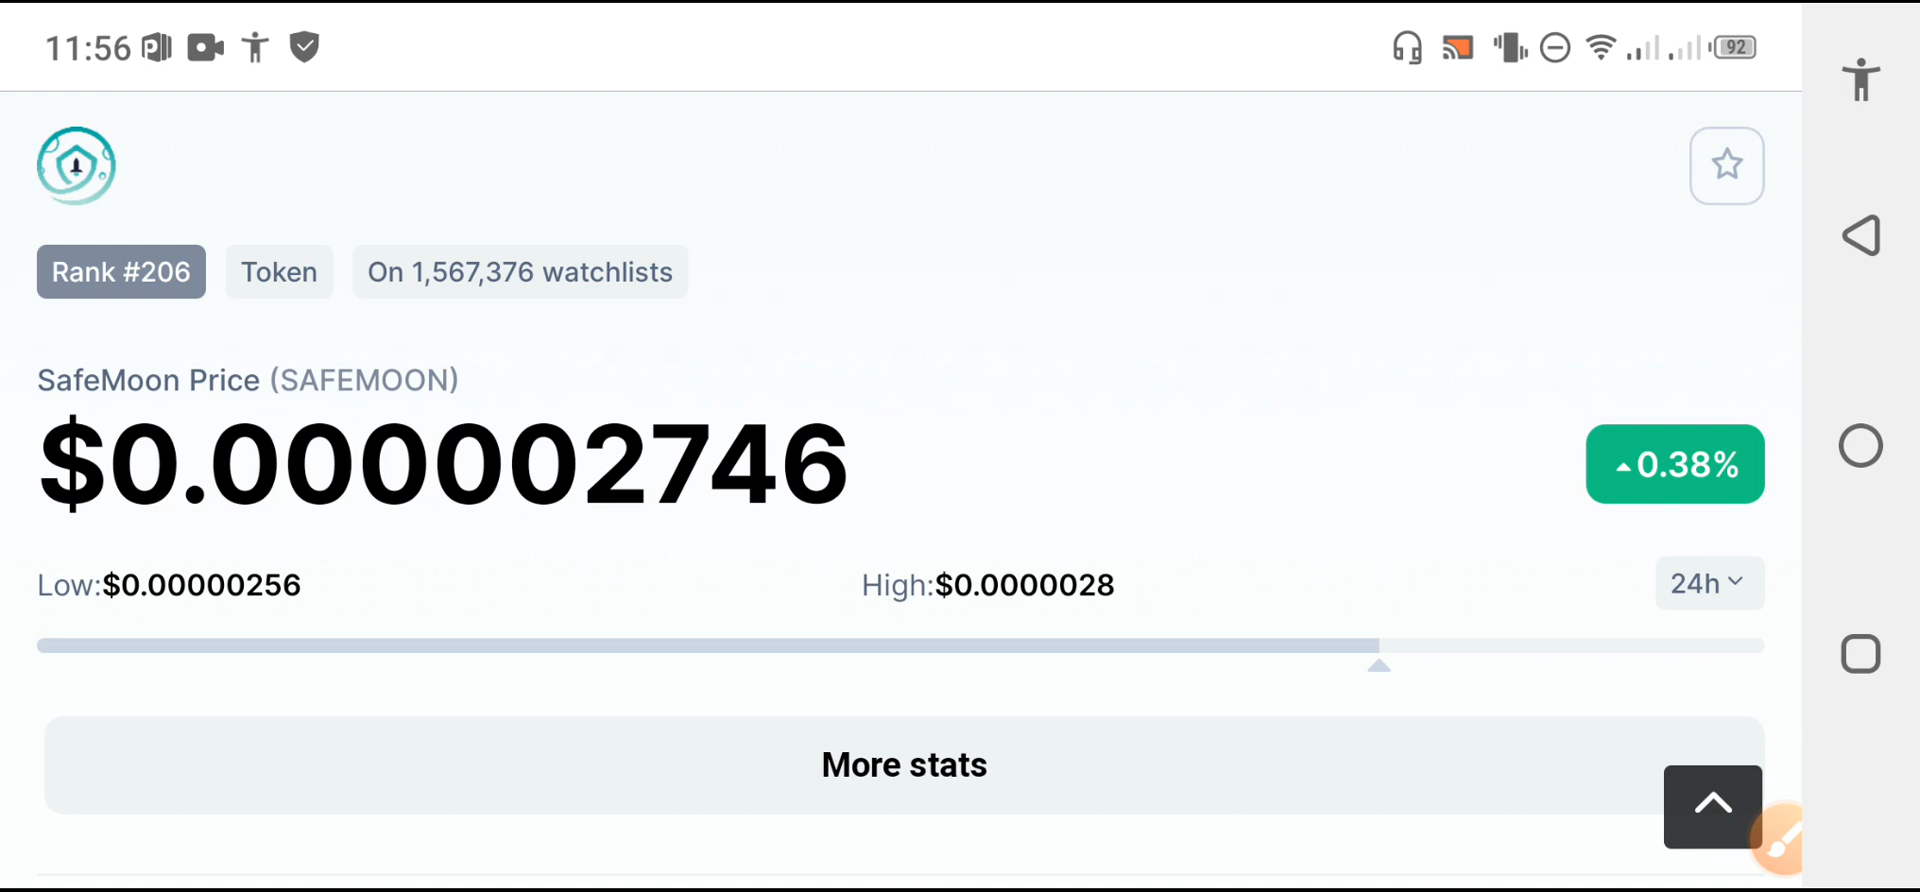 11:56
92
Rank #206 Token On 1,567,376 watchlists
SafeMoon Price (SAFEMOON)
$0.000002746
0.38%
Low:$0.00000256 High:$0.0000028 24h
More stats